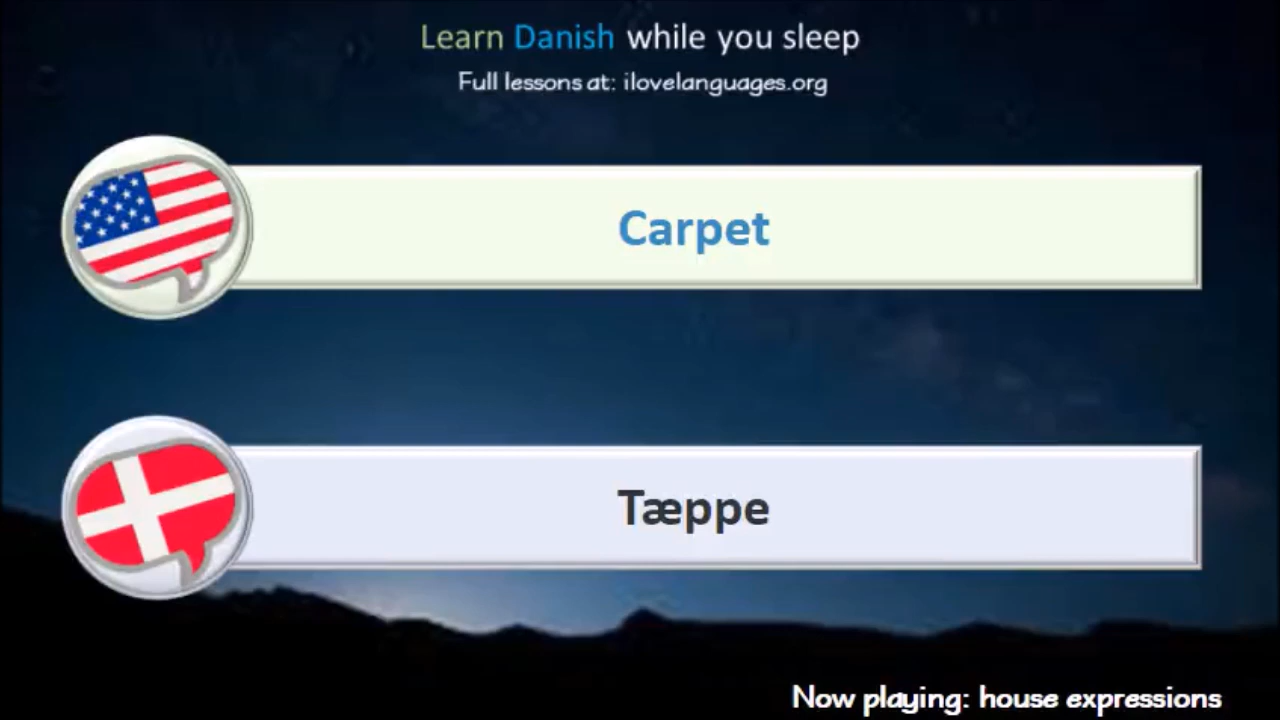 Learn Danish while you sleep
Full lessons at: ilovelanguages.org
Carpet
Tæppe
Now playing: house expressions